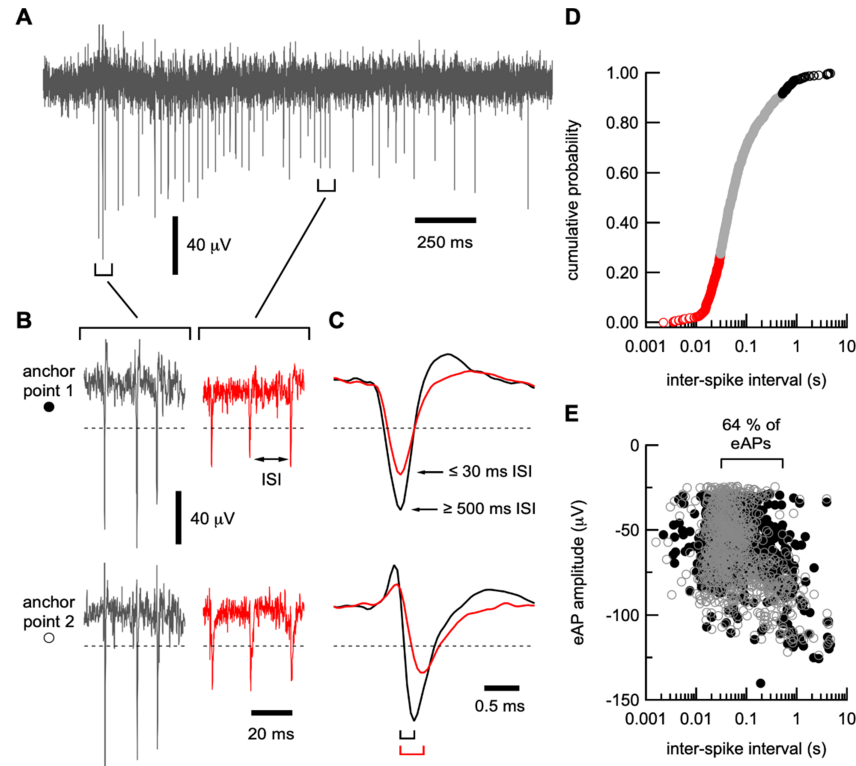 A
40 μV
250 ms
B
anchor
point 1
ISI
40 μV
anchor
point 2
20 ms
C
≤ 30 ms ISI
≥ 500 ms ISI
0.5 ms
D
cumulative probability
1.00
0.80
0.60
0.40
0.20
0.00
0.001 0.01 0.1 1 10
inter-spike interval (s)
E
64 % of
eAPs
eAP amplitude (μV)
0
-50
-100
-150
0.001 0.01 0.1 1 10
inter-spike interval (s)